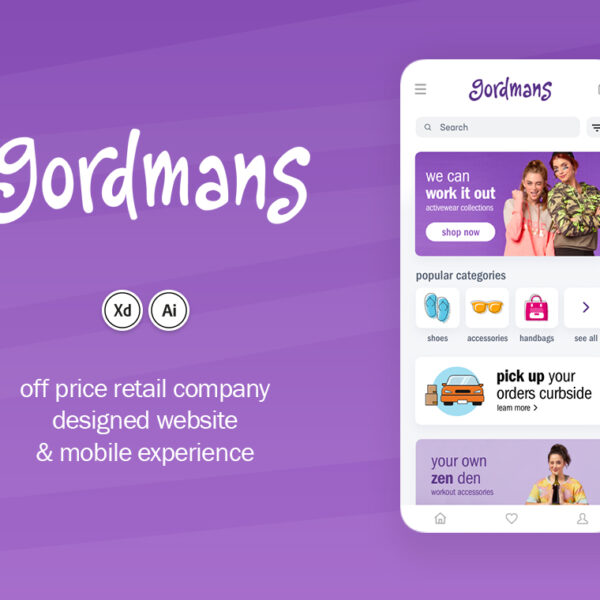 gordmans
Xd
Ai
off price retail company
designed website
& mobile experience
gordmans
Search
we can
work it out
activewear collections
shop now
popular categories
shoes
accessories
handbags
see all
pick up your
orders curbside
learn more >
your own
zen den
workout accessories